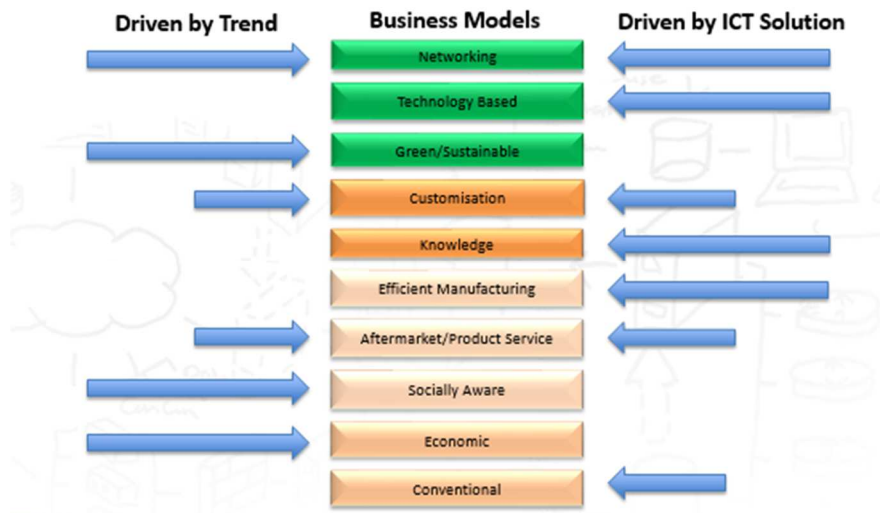 Driven by Trend
Business Models
Driven by ICT Solution
Networking
Technology Based
Green/Sustainable
Customisation
Knowledge
Efficient Manufacturing
Aftermarket/Product Service
Socially Aware
Economic
Conventional